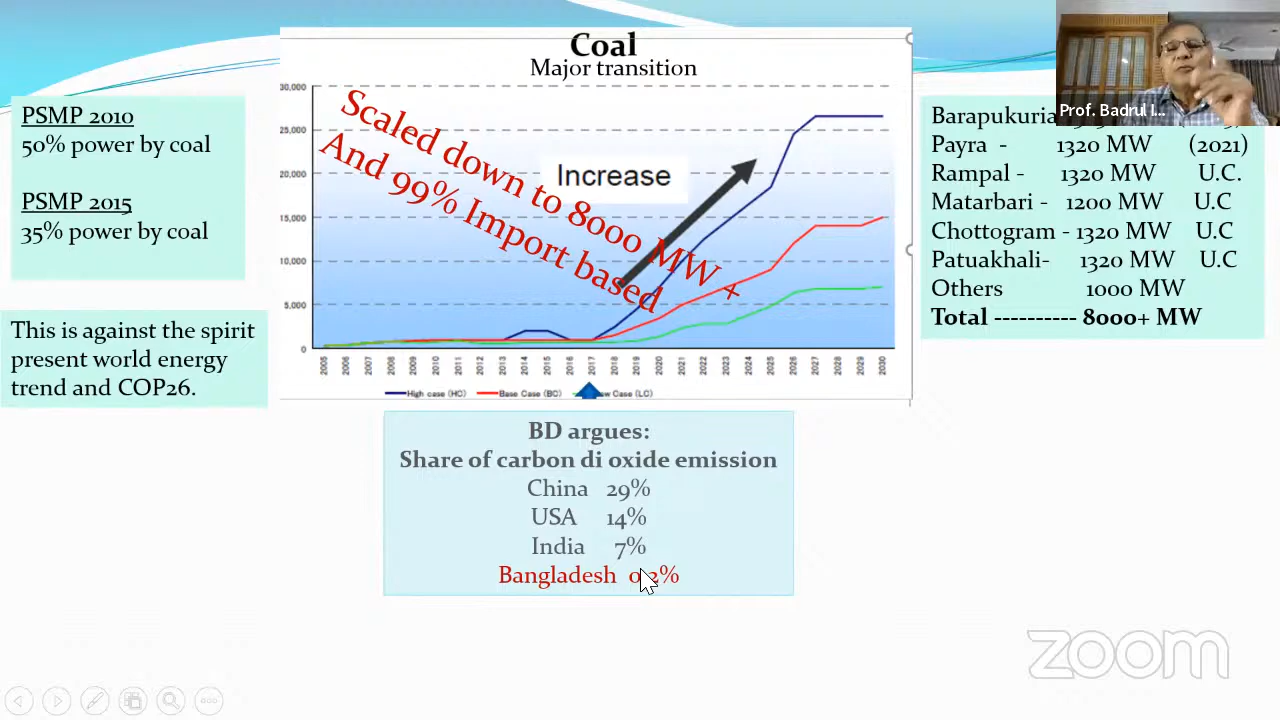 Coal
Major transition
PSMP 2010
50% power by coal
PSMP 2015
35% power by coal
This is against the spirit
present world energy
trend and COP26.
30,000
25,000
20,000
15,000
10,000
5,000
0
Scaled down to 8000 MW +
And 99% Import based
Increase
2005 2006 2007 2008 2009 2010 2011 2012 2013 2014 2015 2016 2017 2018 2019 2020 2021 2022 2023 2024 2025 2026 2027 2028 2029 2030
High case (HC) Base Case (BC) Case (LC)
Prof. Badrul I...
Barapukuria
Payra - 1320 MW (2021)
Rampal - 1320 MW U.C.
Matarbari - 1200 MW U.C
Chottogram - 1320 MW U.C
Patuakhali- 1320 MW U.C
Others 1000 MW
Total ---------- 8000+ MW
BD argues:
Share of carbon di oxide emission
China 29%
USA 14%
India 7%
Bangladesh
zoom